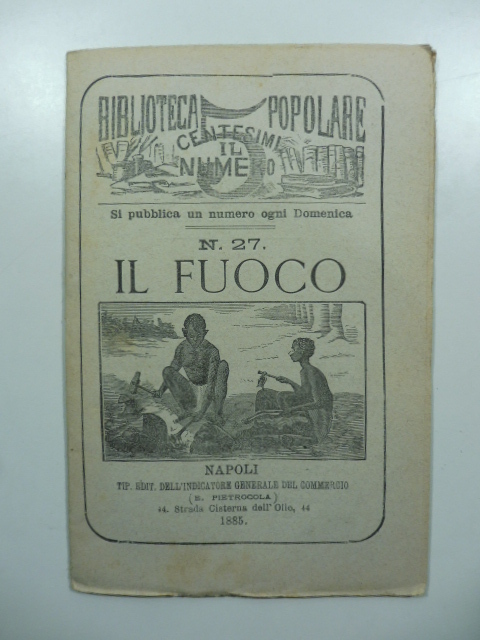 BIBLIOTECA POPOLARE
5
CENTESIMI
IL
NUMERO
Si pubblica un numero ogni Domenica
N. 27.
IL FUOCO
NAPOLI
TIP. EDIT. DELL'INDICATORE GENERALE DEL COMMERCIO
(E. PIETROCOLA)
44. Strada Cisterna dell'Olio, 44
1885.